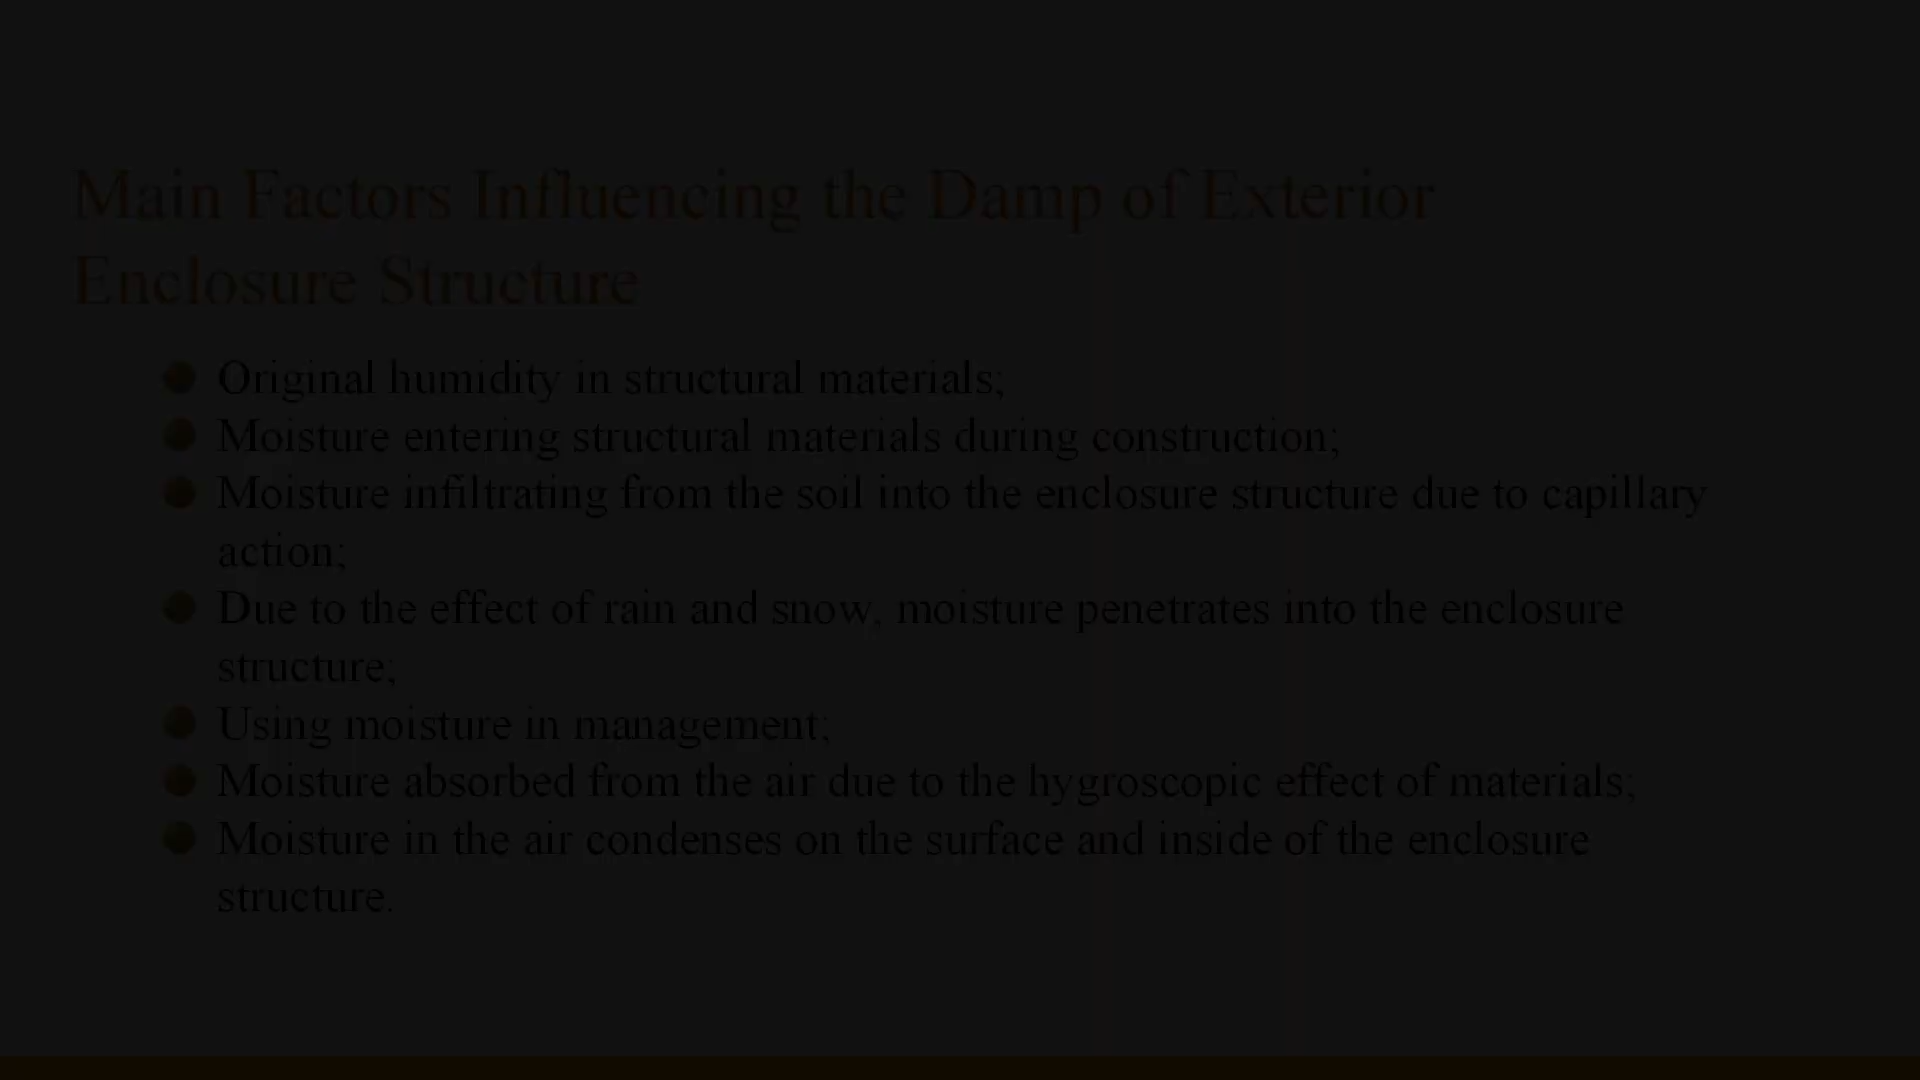 Main Factors Influencing the Damp of Exterior
Enclosure Structure
Original humidity in structural materials;
Moisture entering structural materials during construction;
Moisture infiltrating from the soil into the enclosure structure due to capillary
action;
Due to the effect of rain and snow, moisture penetrates into the enclosure
structure;
Using moisture in management;
Moisture absorbed from the air due to the hygroscopic effect of materials;
Moisture in the air condenses on the surface and inside of the enclosure
structure.